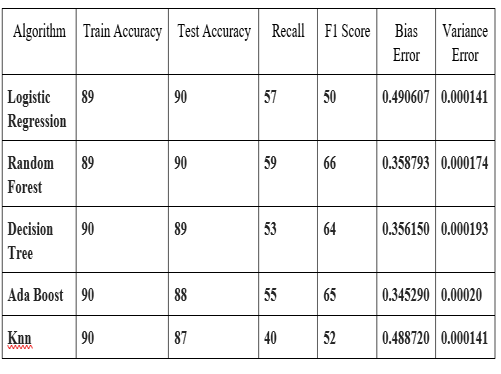 Algorithm Train Accuracy Test Accuracy Recall F1 Score Bias Error Variance Error
Logistic Regression 89 90 57 50 0.490607 0.000141
Random Forest 89 90 59 66 0.358793 0.000174
Decision Tree 90 89 53 64 0.356150 0.000193
Ada Boost 90 88 55 65 0.345290 0.00020
Knn 90 87 40 52 0.488720 0.000141